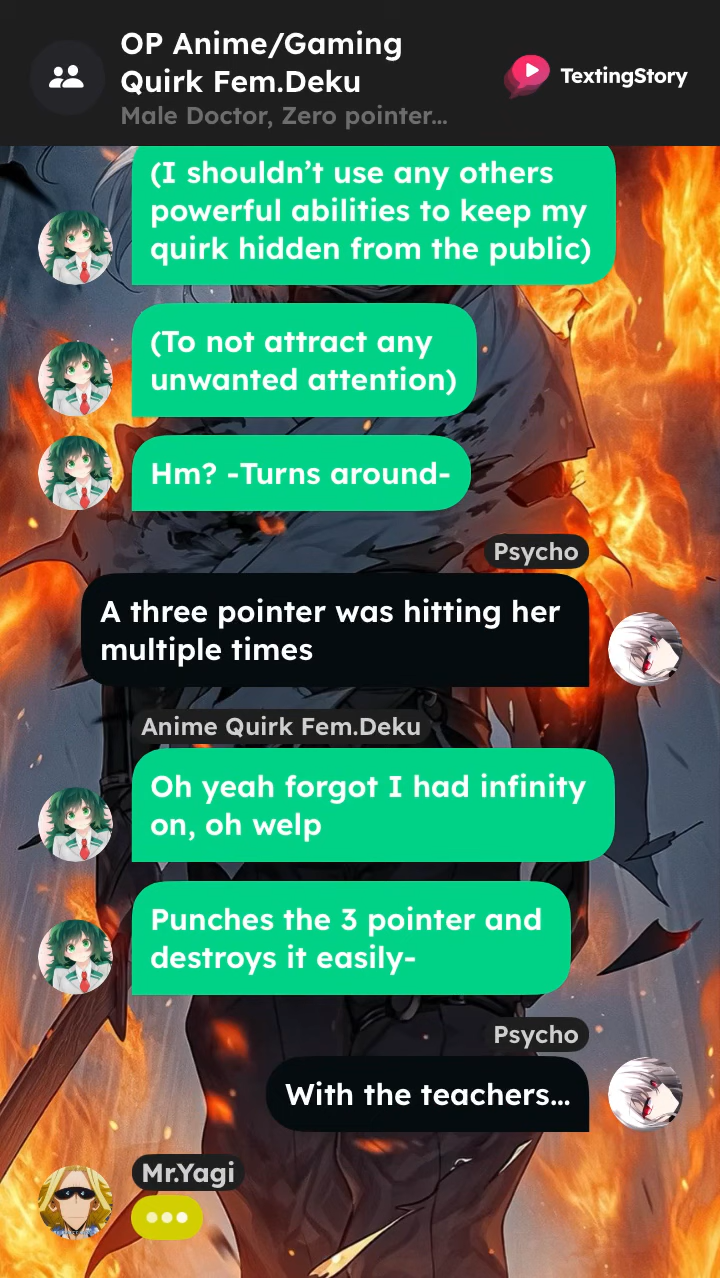 OP Anime/Gaming
Quirk Fem.Deku
Male Doctor, Zero pointer...
TextingStory
(I shouldn’t use any others
powerful abilities to keep my
quirk hidden from the public)
(To not attract any
unwanted attention)
Hm? -Turns around-
Psycho
A three pointer was hitting her
multiple times
Anime Quirk Fem.Deku
Oh yeah forgot I had infinity
on, oh welp
Punches the 3 pointer and
destroys it easily-
Psycho
With the teachers...
Mr.Yagi